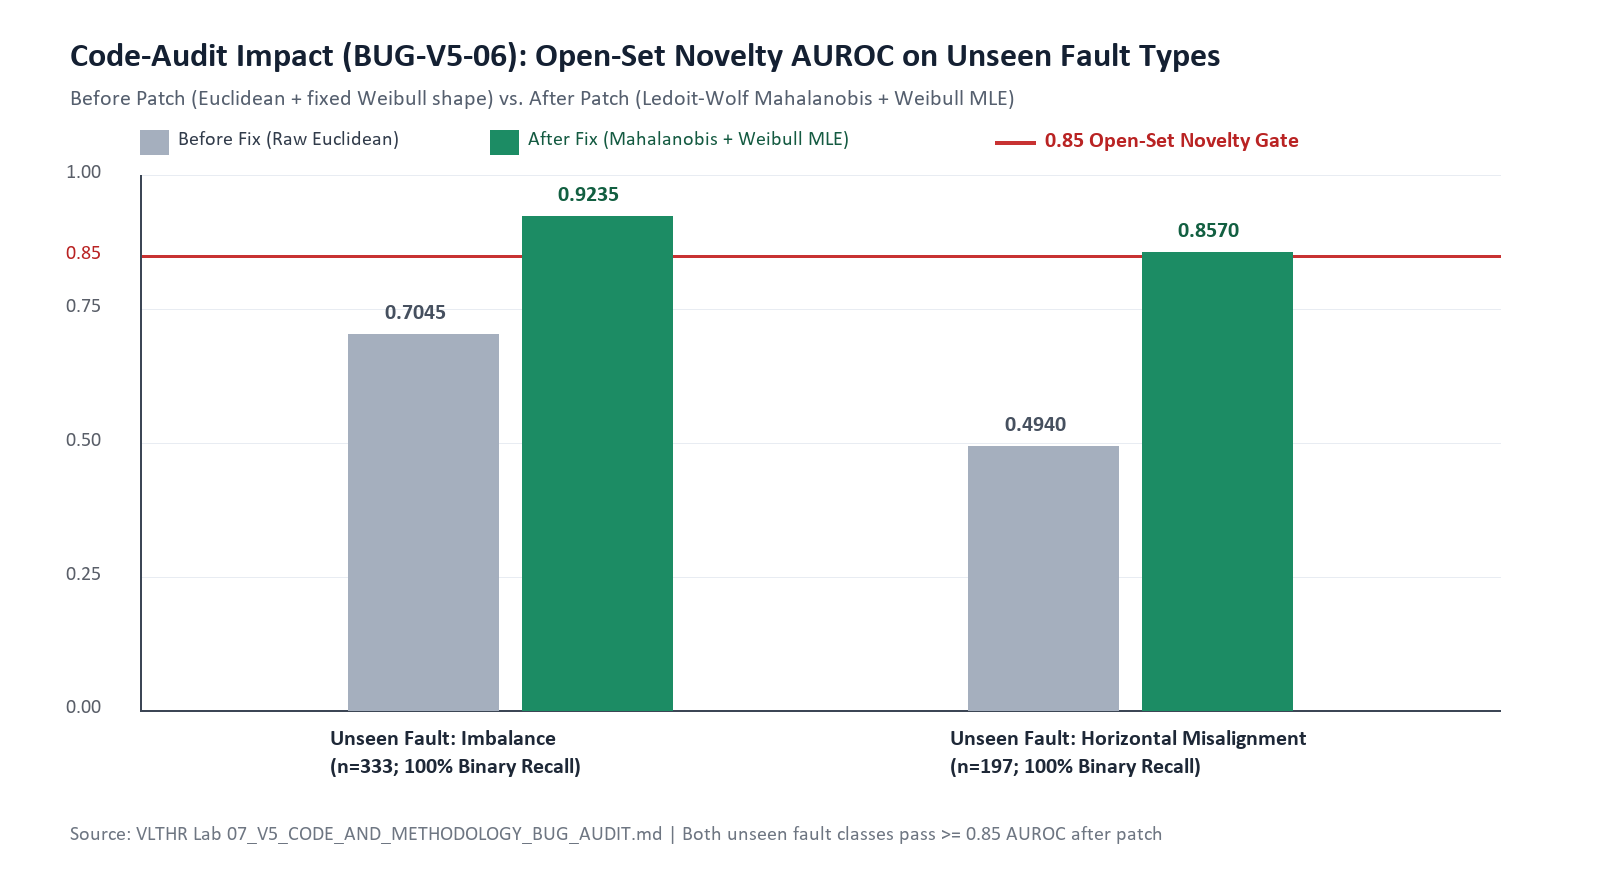 Code-Audit Impact (BUG-V5-06): Open-Set Novelty AUROC on Unseen Fault Types
Before Patch (Euclidean + fixed Weibull shape) vs. After Patch (Ledoit-Wolf Mahalanobis + Weibull MLE)
Before Fix (Raw Euclidean)
After Fix (Mahalanobis + Weibull MLE)
0.85 Open-Set Novelty Gate
1.00
0.85
0.75
0.50
0.25
0.00
0.7045
0.9235
0.4940
0.8570
Unseen Fault: Imbalance
(n=333; 100% Binary Recall)
Unseen Fault: Horizontal Misalignment
(n=197; 100% Binary Recall)
Source: VLTHR Lab 07_V5_CODE_AND_METHODOLOGY_BUG_AUDIT.md | Both unseen fault classes pass >= 0.85 AUROC after patch